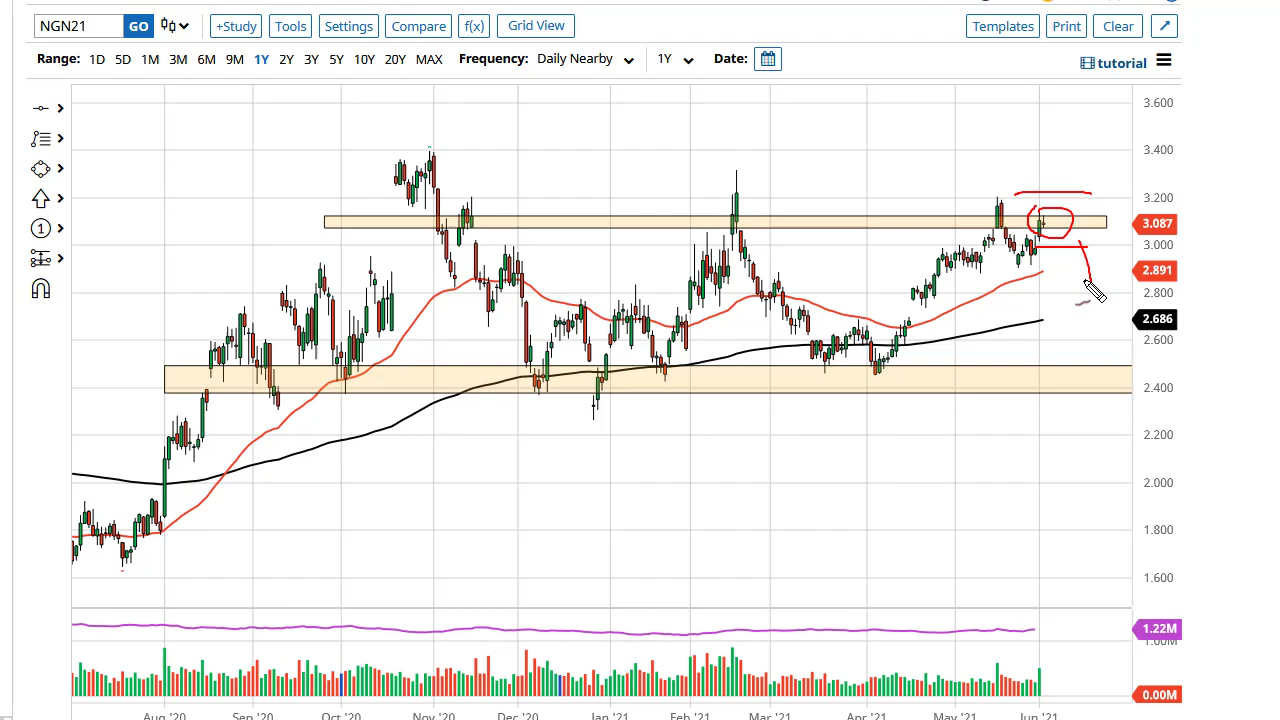 NGN21 GO +Study Tools Settings Compare f(x) Grid View Templates Print Clear
Range: 1D 5D 1M 3M 6M 9M 1Y 2Y 3Y 5Y 10Y 20Y MAX Frequency: Daily Nearby 1Y Date: tutorial
3.600
3.400
3.200
3.087
3.000
2.891
2.800
2.686
2.600
2.400
2.200
2.000
1.800
1.600
1
1.22M
1.00M
0.00M
Aug '20 Sep '20 Oct '20 Nov '20 Dec '20 Jan '21 Feb '21 Mar '21 Apr '21 May '21 Jun '21